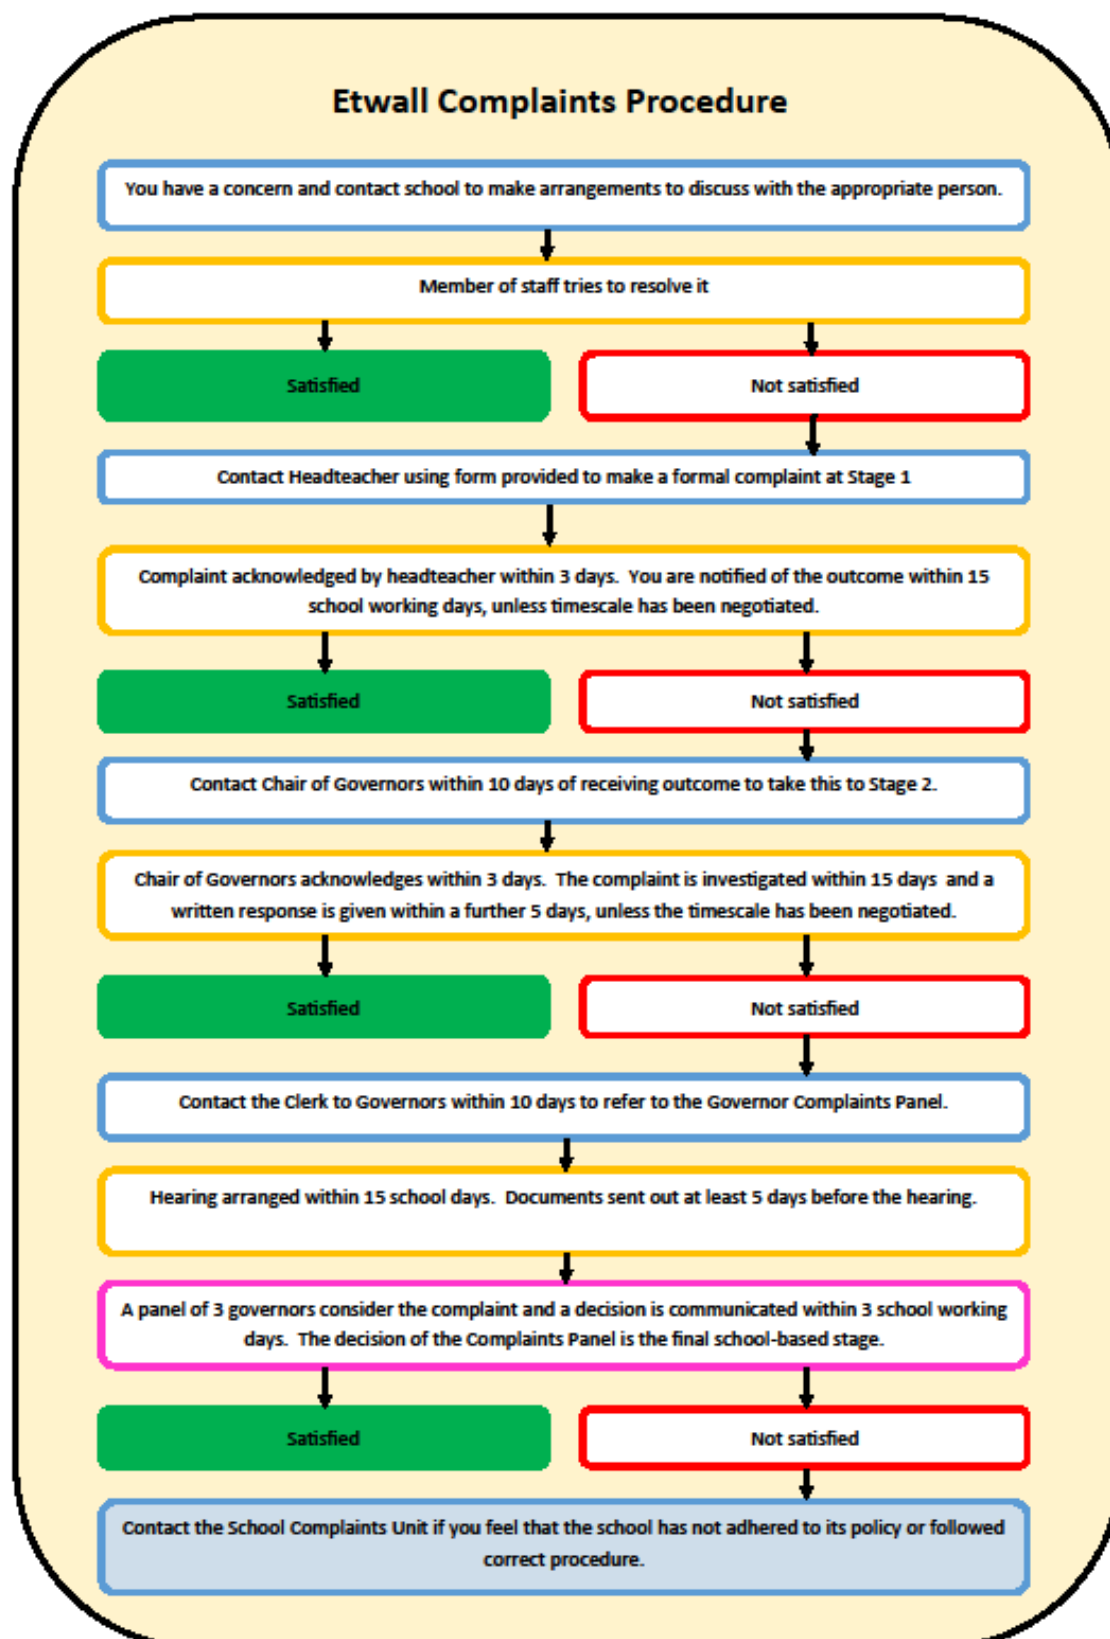 Etwall Complaints Procedure
You have a concern and contact school to make arrangements to discuss with the appropriate person.
Member of staff tries to resolve it
Satisfied
Not satisfied
Contact Headteacher using form provided to make a formal complaint at Stage 1
Complaint acknowledged by headteacher within 3 days.  You are notified of the outcome within 15
school working days, unless timescale has been negotiated.
Satisfied
Not satisfied
Contact Chair of Governors within 10 days of receiving outcome to take this to Stage 2.
Chair of Governors acknowledges within 3 days.  The complaint is investigated within 15 days  and a
written response is given within a further 5 days, unless the timescale has been negotiated.
Satisfied
Not satisfied
Contact the Clerk to Governors within 10 days to refer to the Governor Complaints Panel.
Hearing arranged within 15 school days.  Documents sent out at least 5 days before the hearing.
A panel of 3 governors consider the complaint and a decision is communicated within 3 school working
days.  The decision of the Complaints Panel is the final school-based stage.
Satisfied
Not satisfied
Contact the School Complaints Unit if you feel that the school has not adhered to its policy or followed
correct procedure.